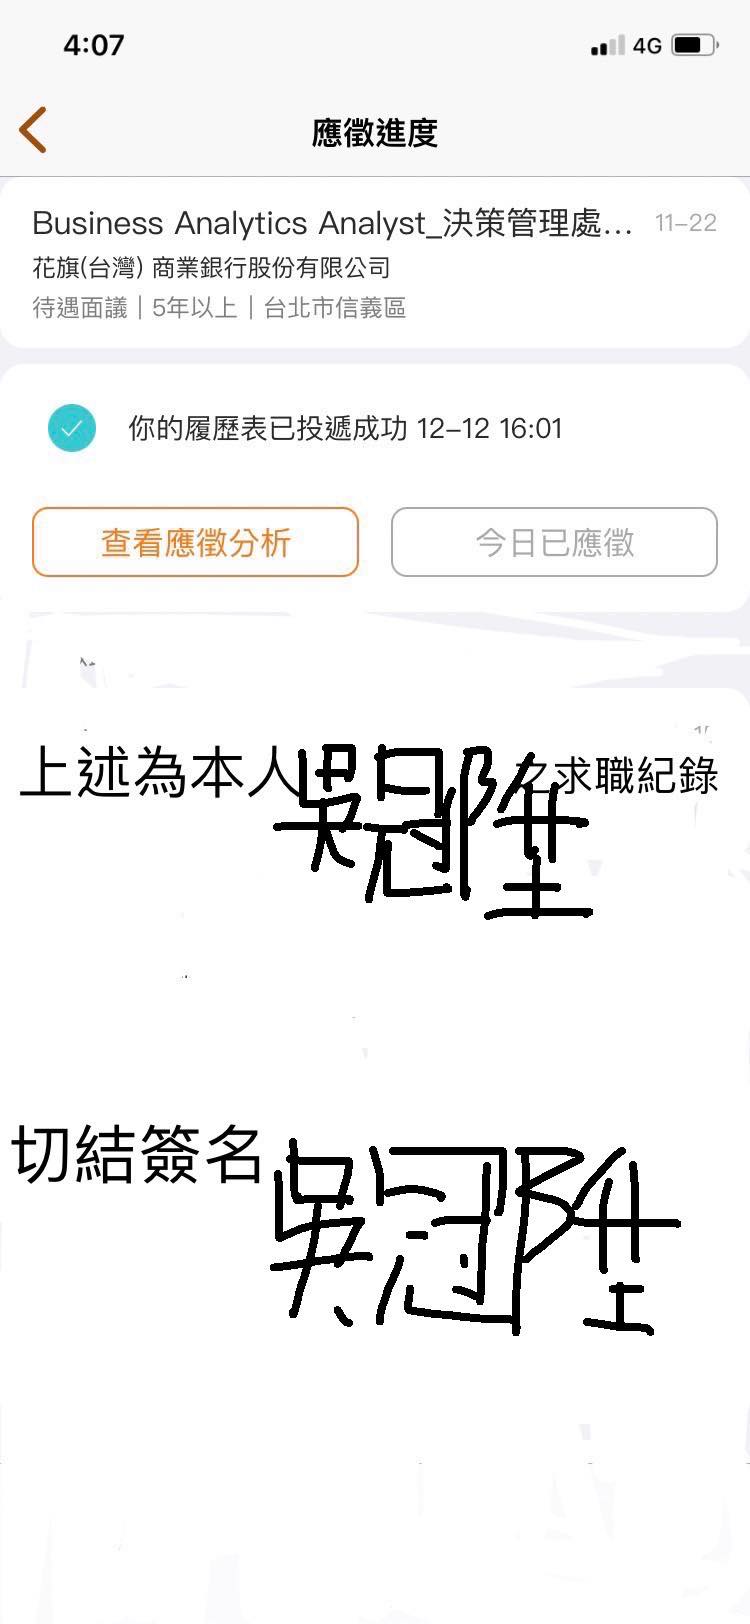 4:07
4G
應徵進度
Business Analytics Analyst_決策管理處... 11-22
花旗(台灣) 商業銀行股份有限公司
待遇面議｜5年以上｜台北市信義區
你的履歷表已投遞成功 12-12 16:01
查看應徵分析
今日已應徵
上述為本人吳冠陞之求職紀錄
切結簽名吳冠陞